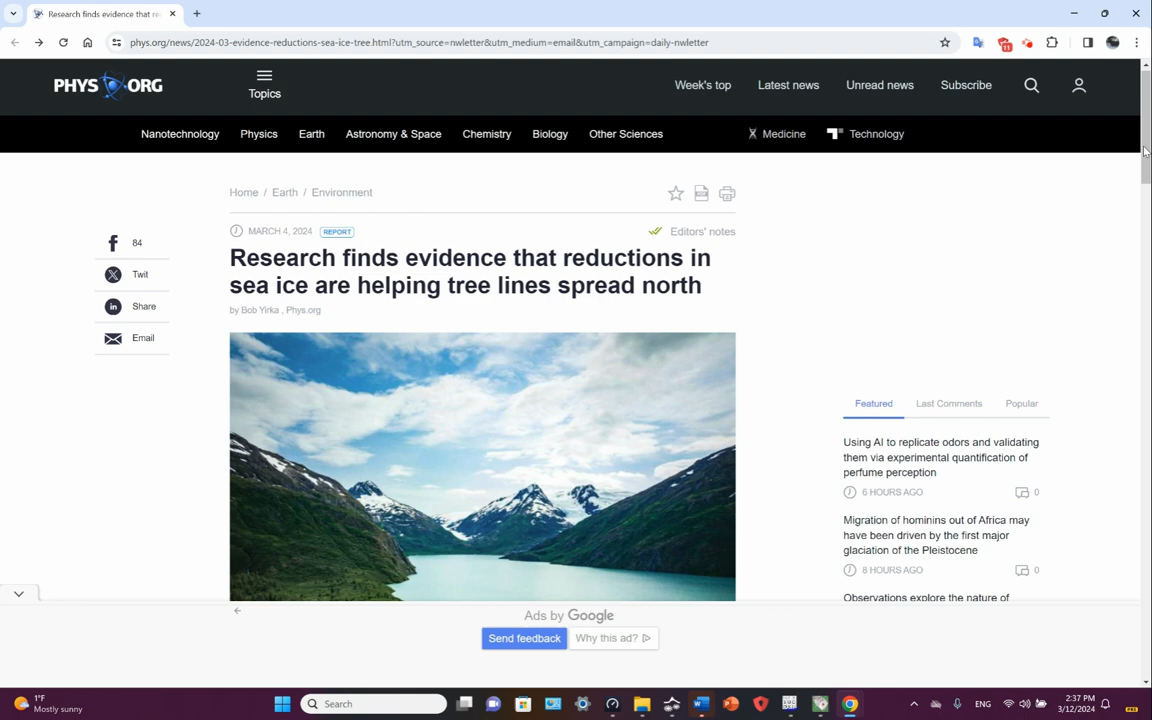 Research finds evidence that re
phys.org/news/2024-03-evidence-reductions-sea-ice-tree.html?utm_source=nwletter&utm_medium=email&utm_campaign=daily-nwletter
11
PHYS ORG
Topics
Week's top
Latest news
Unread news
Subscribe
Nanotechnology
Physics
Earth
Astronomy & Space
Chemistry
Biology
Other Sciences
Medicine
Technology
Home / Earth / Environment
MARCH 4, 2024
REPORT
Editors' notes
Research finds evidence that reductions in
sea ice are helping tree lines spread north
by Bob Yirka , Phys.org
84
Twit
Share
Email
Featured
Last Comments
Popular
Using AI to replicate odors and validating
them via experimental quantification of
perfume perception
6 HOURS AGO
0
Migration of hominins out of Africa may
have been driven by the first major
glaciation of the Pleistocene
8 HOURS AGO
0
Observations explore the nature of
Ads by Google
Send feedback
Why this ad?
1°F
Mostly sunny
Search
ENG
2:37 PM
3/12/2024